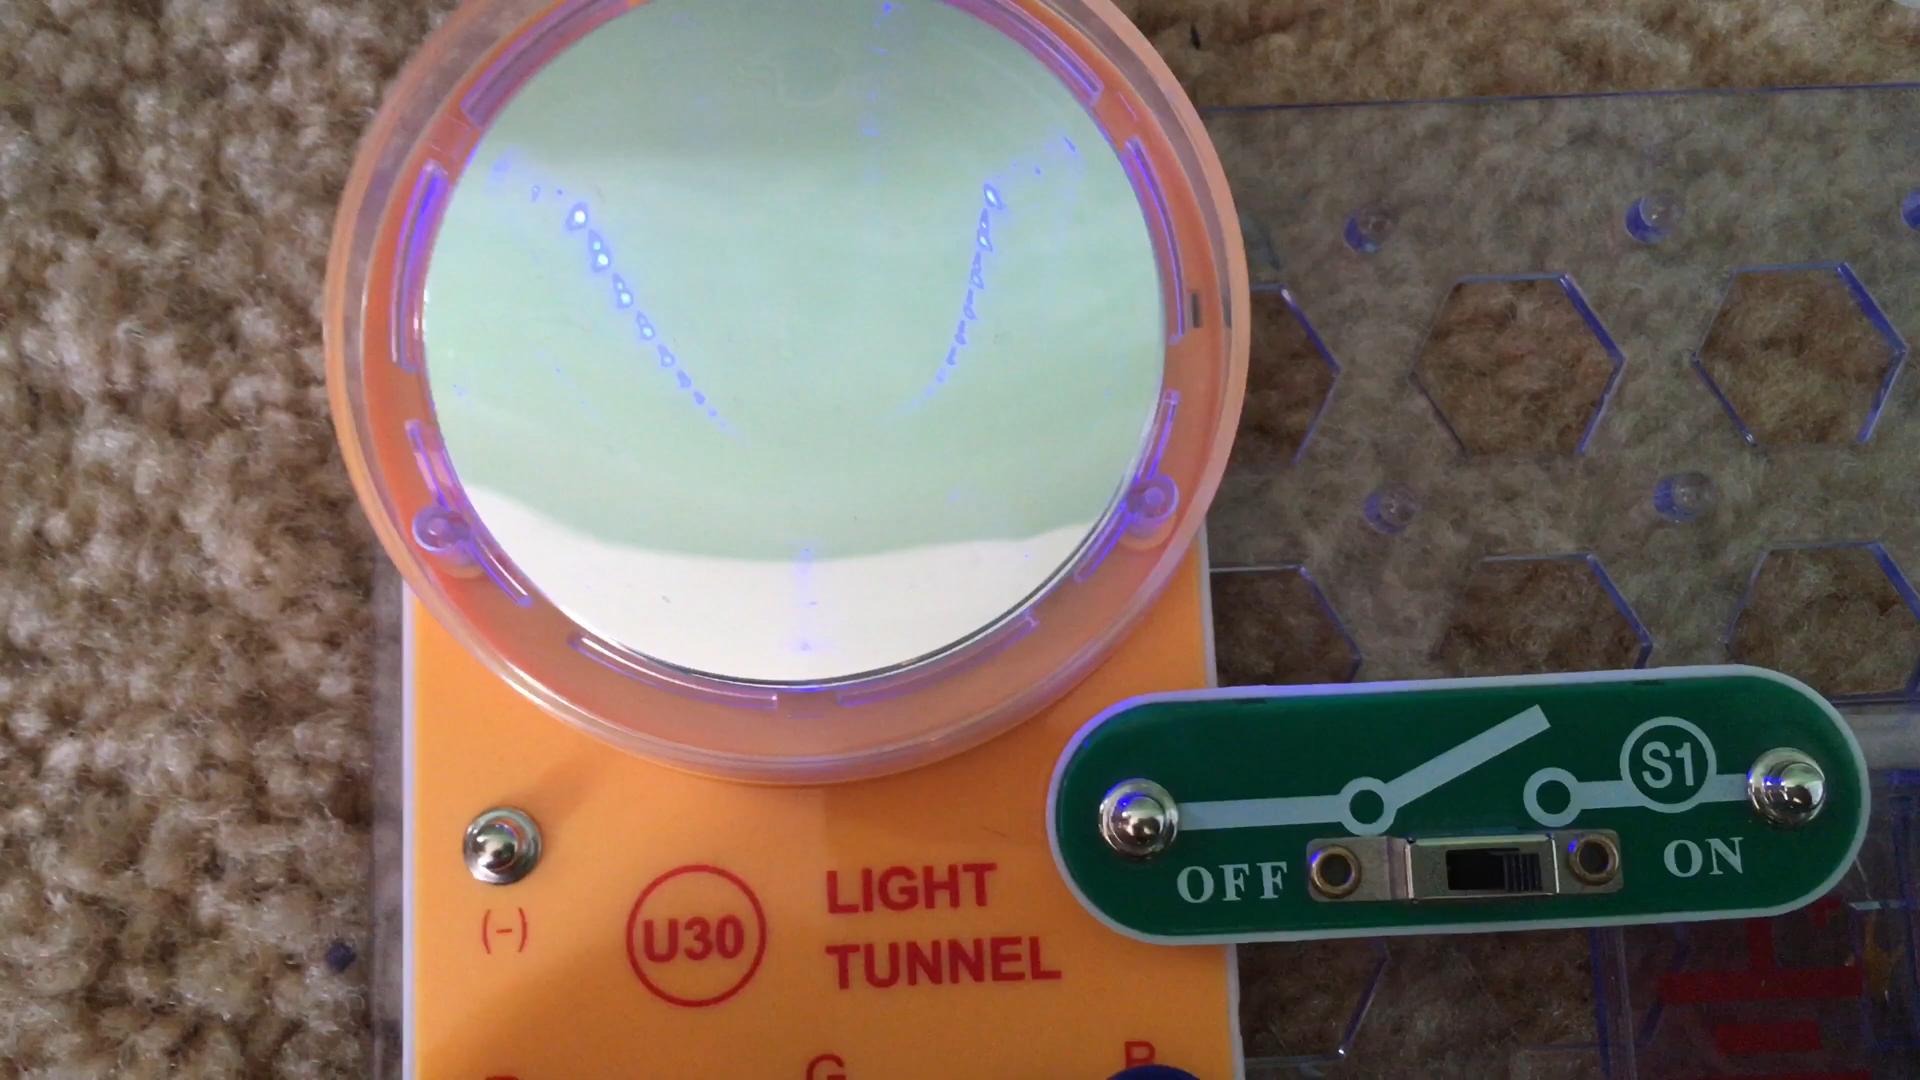 S1
OFF
ON
(-)
U30
LIGHT
TUNNEL
G